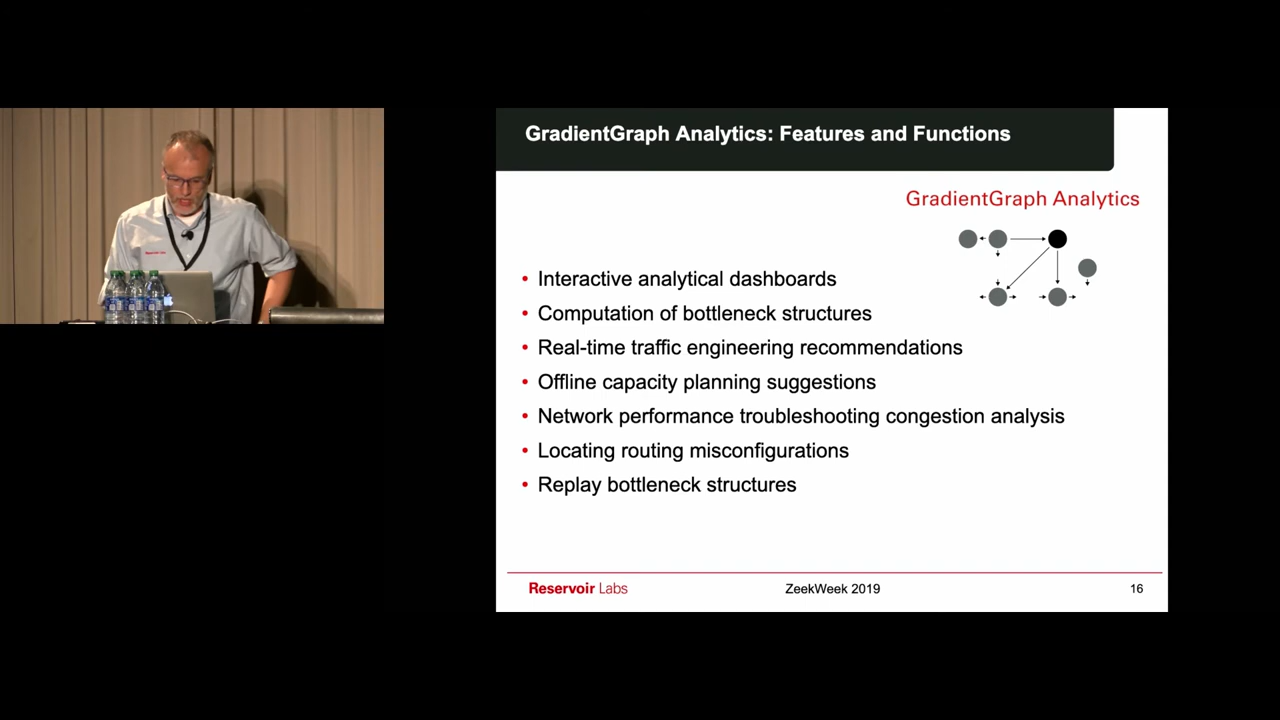 GradientGraph Analytics: Features and Functions
GradientGraph Analytics
• Interactive analytical dashboards
• Computation of bottleneck structures
• Real-time traffic engineering recommendations
• Offline capacity planning suggestions
• Network performance troubleshooting congestion analysis
• Locating routing misconfigurations
• Replay bottleneck structures
Reservoir Labs
ZeekWeek 2019
16
Reservoir Labs